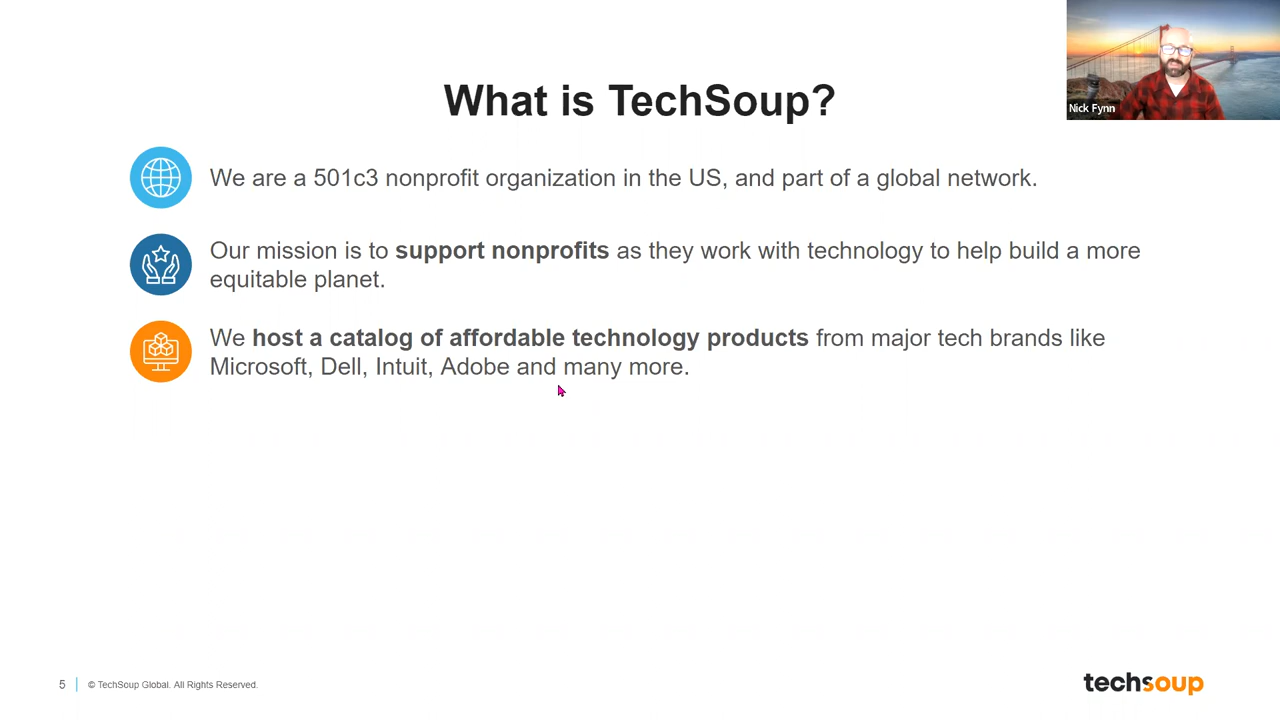 Nick Fynn
What is TechSoup?
We are a 501c3 nonprofit organization in the US, and part of a global network.
Our mission is to support nonprofits as they work with technology to help build a more
equitable planet.
We host a catalog of affordable technology products from major tech brands like
Microsoft, Dell, Intuit, Adobe and many more.
5
© TechSoup Global. All Rights Reserved.
techsoup